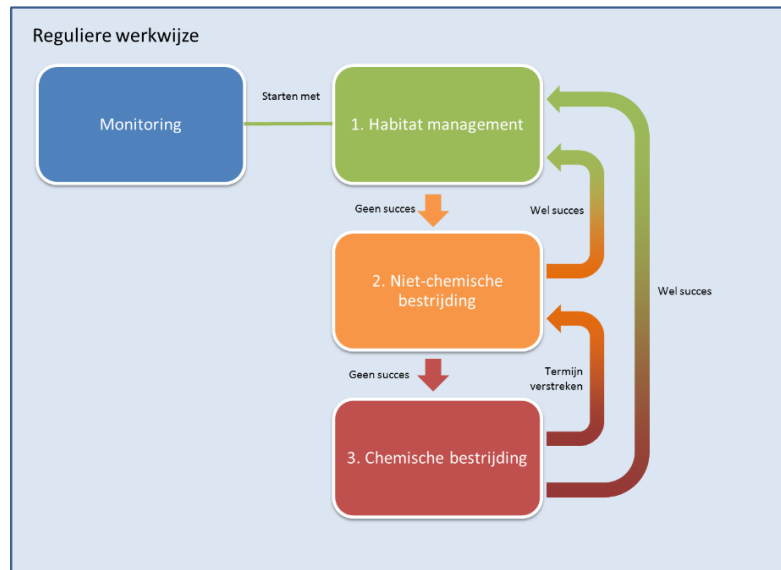 Reguliere werkwijze
Monitoring
Starten met
1. Habitat management
Geen succes
Wel succes
2. Niet-chemische
bestrijding
Wel succes
Geen succes
Termijn
verstreken
3. Chemische bestrijding